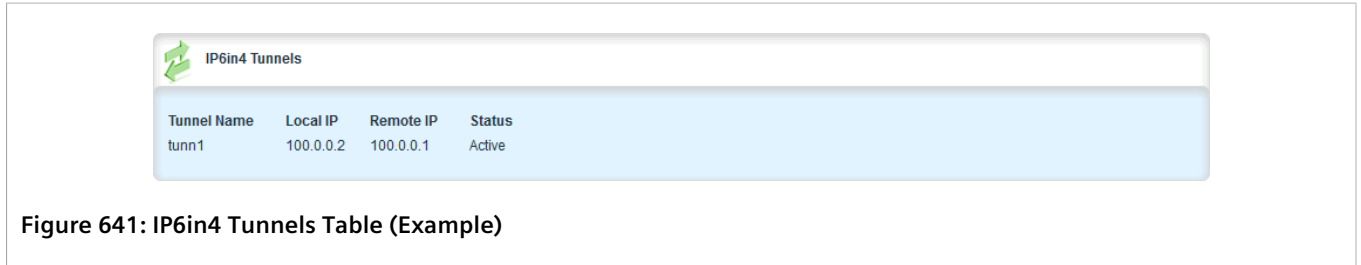 IP6in4 Tunnels
Tunnel Name Local IP Remote IP Status
tunn1 100.0.0.2 100.0.0.1 Active
Figure 641: IP6in4 Tunnels Table (Example)